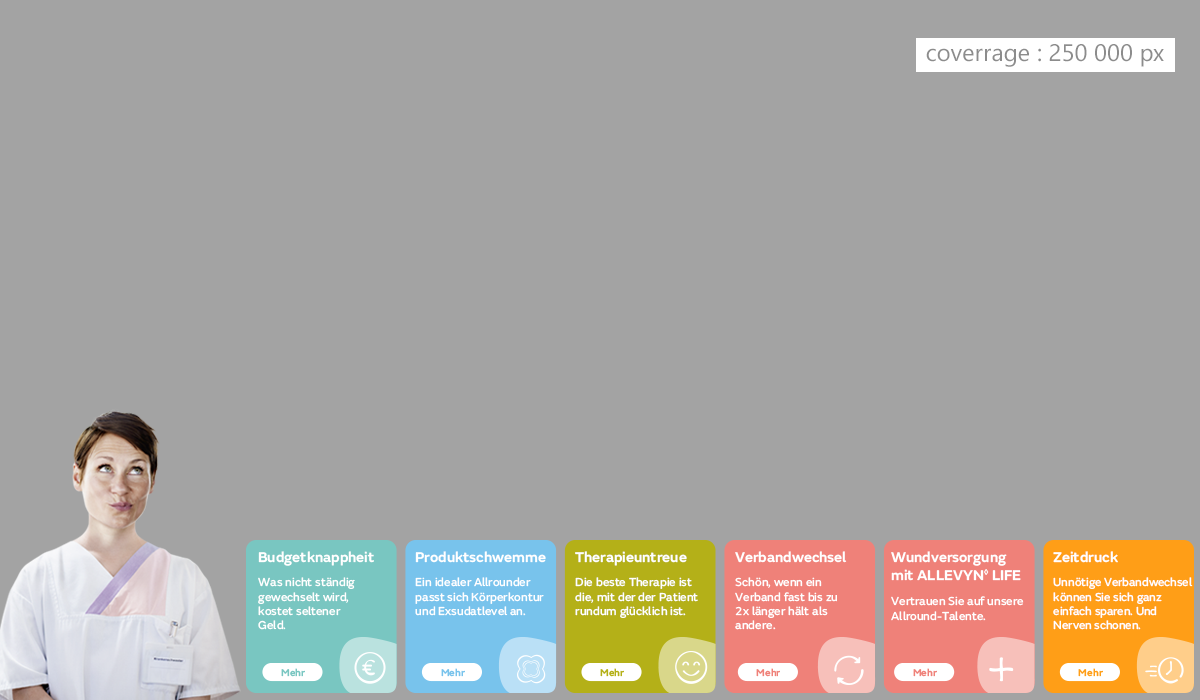 coverrage : 250 000 px
Budgetknappheit
Was nicht ständig
gewechselt wird,
kostet seltener
Geld.
Mehr
Produktschwemme
Ein idealer Allrounder
passt sich Körperkontur
und Exsudatlevel an.
Mehr
Therapieuntreue
Die beste Therapie ist
die, mit der der Patient
rundum glücklich ist.
Mehr
Verbandwechsel
Schön, wenn ein
Verband fast bis zu
2x länger hält als
andere.
Mehr
Wundversorgung
mit ALLEVYN° LIFE
Vertrauen Sie auf unsere
Allround-Talente.
Mehr
Zeitdruck
Unnötige Verbandwechsel
können Sie sich ganz
einfach sparen. Und
Nerven schonen.
Mehr